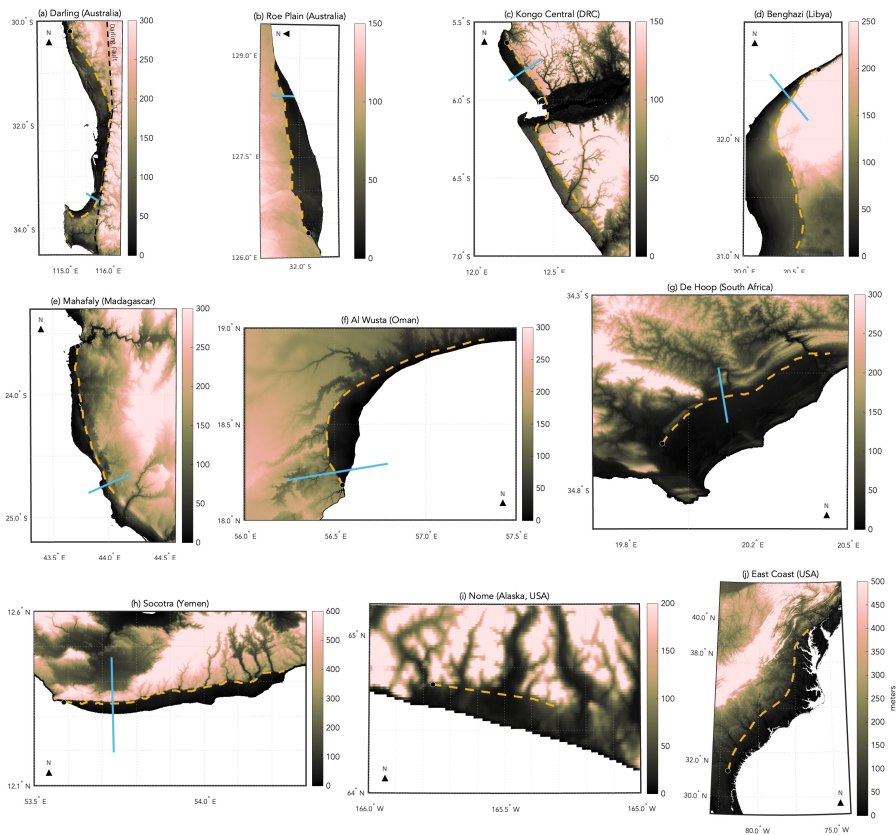 (a) Darling (Australia)
30.0° S
32.0° S
34.0° S
115.0° E 116.0° E
N
Darling Fault
300
250
200
150
100
50
0
(b) Roe Plain (Australia)
N
129.0° E
127.5° E
126.0° E
32.0° S
150
100
50
0
(c) Kongo Central (DRC)
5.5° S
6.0° S
6.5° S
7.0° S
12.0° E 12.5° E
N
150
100
50
0
(d) Benghazi (Libya)
N
32.0° N
31.0° N
20.0° E 20.5° E
250
200
150
100
50
0
(e) Mahafaly (Madagascar)
N
24.0° S
25.0° S
43.5° E 44.0° E 44.5° E
300
250
200
150
100
50
0
(f) Al Wusta (Oman)
19.0° N
18.5° N
18.0° N
56.0° E 56.5° E 57.0° E 57.5° E
N
300
250
200
150
100
50
0
(g) De Hoop (South Africa)
34.3° S
34.8° S
19.8° E 20.2° E 20.5° E
N
300
250
200
150
100
50
0
(h) Socotra (Yemen)
12.6° N
12.1° N
53.5° E 54.0° E
N
600
500
400
300
200
100
0
(i) Nome (Alaska, USA)
65° N
64° N
166.0° W 165.5° W 165.0° W
N
200
150
100
50
0
(j) East Coast (USA)
40.0° N
38.0° N
32.0° N
30.0° N
80.0° W 75.0° W
N
500
450
400
350
300
250
200
150
100
50
0
meters